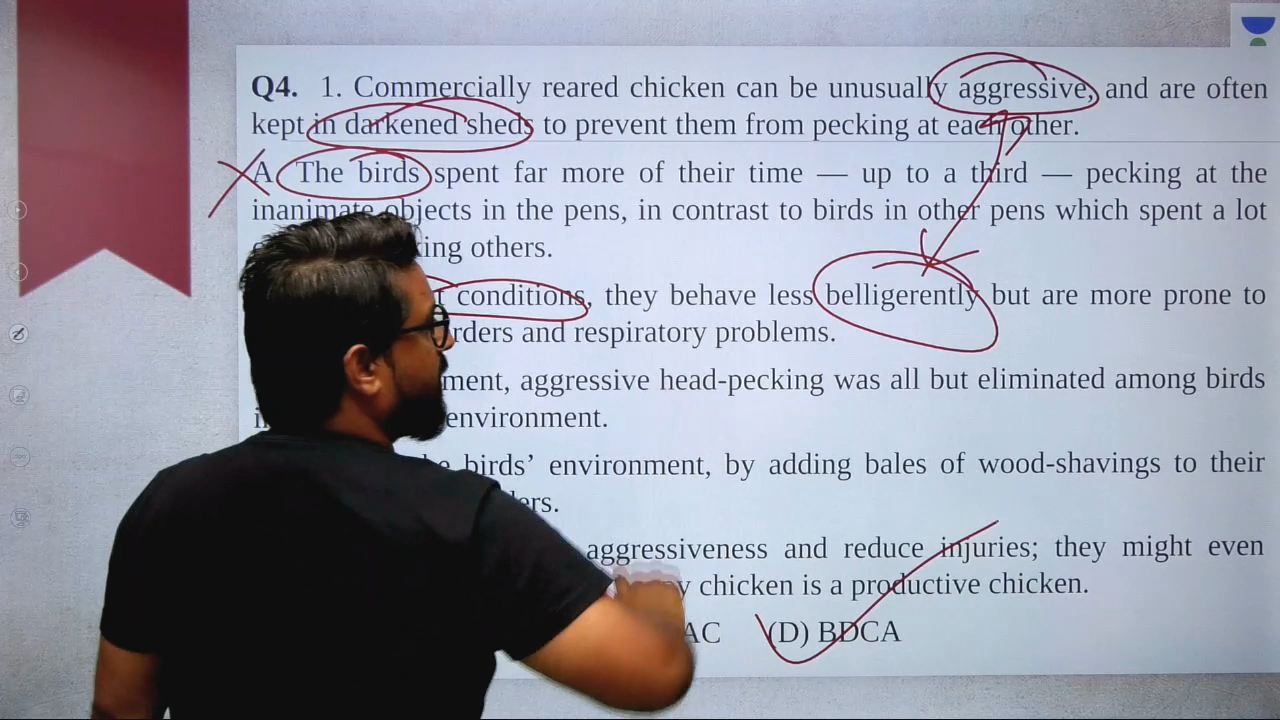 Q4. 1. Commercially reared chicken can be unusually aggressive, and are often
kept in darkened sheds to prevent them from pecking at each other.
A The birds spent far more of their time — up to a third — pecking at the
inanimate objects in the pens, in contrast to birds in other pens which spent a lot
others.
conditions, they behave less belligerently but are more prone to
and respiratory problems.
aggressive head-pecking was all but eliminated among birds
environment.
birds’ environment, by adding bales of wood-shavings to their
aggressiveness and reduce injuries; they might even
chicken is a productive chicken.
(D) BDCA